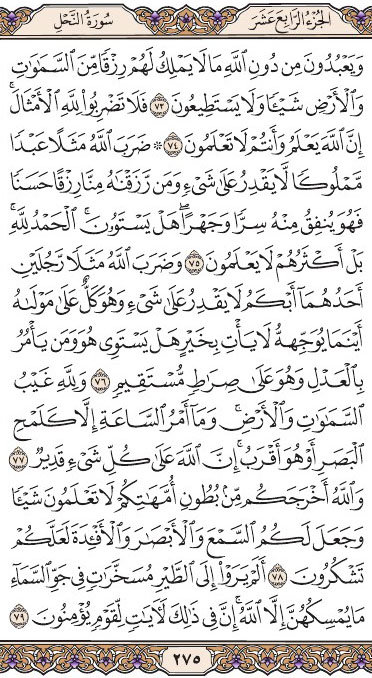 الجزء الرابع عشر سورة النحل
وَيَعْبُدُونَ مِن دُونِ ٱللَّهِ مَا لَا يَمْلِكُ لَهُمْ رِزْقًا مِّنَ ٱلسَّمَٰوَٰتِ
وَٱلْأَرْضِ شَيْـًٔا وَلَا يَسْتَطِيعُونَ ٧٣ فَلَا تَضْرِبُوا۟ لِلَّهِ ٱلْأَمْثَالَ ۚ
إِنَّ ٱللَّهَ يَعْلَمُ وَأَنتُمْ لَا تَعْلَمُونَ ٧٤ ۞ ضَرَبَ ٱللَّهُ مَثَلًا عَبْدًا
مَّمْلُوكًا لَّا يَقْدِرُ عَلَىٰ شَىْءٍ وَمَن رَّزَقْنَٰهُ مِنَّا رِزْقًا حَسَنًا
فَهُوَ يُنفِقُ مِنْهُ سِرًّا وَجَهْرًا ۖ هَلْ يَسْتَوُۥنَ ۚ ٱلْحَمْدُ لِلَّهِ ۚ
بَلْ أَكْثَرُهُمْ لَا يَعْلَمُونَ ٧٥ وَضَرَبَ ٱللَّهُ مَثَلًا رَّجُلَيْنِ
أَحَدُهُمَآ أَبْكَمُ لَا يَقْدِرُ عَلَىٰ شَىْءٍ وَهُوَ كَلٌّ عَلَىٰ مَوْلَىٰهُ
أَيْنَمَا يُوَجِّههُّ لَا يَأْتِ بِخَيْرٍ هَلْ يَسْتَوِى هُوَ وَمَن يَأْمُرُ
بِٱلْعَدْلِ وَهُوَ عَلَىٰ صِرَٰطٍ مُّسْتَقِيمٍ ٧٦ وَلِلَّهِ غَيْبُ
ٱلسَّمَٰوَٰتِ وَٱلْأَرْضِ ۚ وَمَآ أَمْرُ ٱلسَّاعَةِ إِلَّا كَلَمْحِ
ٱلْبَصَرِ أَوْ هُوَ أَقْرَبُ ۚ إِنَّ ٱللَّهَ عَلَىٰ كُلِّ شَىْءٍ قَدِيرٌ ٧٧
وَٱللَّهُ أَخْرَجَكُم مِّنۢ بُطُونِ أُمَّهَٰتِكُمْ لَا تَعْلَمُونَ شَيْـًٔا
وَجَعَلَ لَكُمُ ٱلسَّمْعَ وَٱلْأَبْصَٰرَ وَٱلْأَفْـِٔدَةَ ۙ لَعَلَّكُمْ
تَشْكُرُونَ ٧٨ أَلَمْ يَرَوْا۟ إِلَى ٱلطَّيْرِ مُسَخَّرَٰتٍ فِى جَوِّ ٱلسَّمَآءِ
مَا يُمْسِكُهُنَّ إِلَّا ٱللَّهُ ۗ إِنَّ فِى ذَٰلِكَ لَءَايَٰتٍ لِّقَوْمٍ يُؤْمِنُونَ ٧٩
٢٧٥